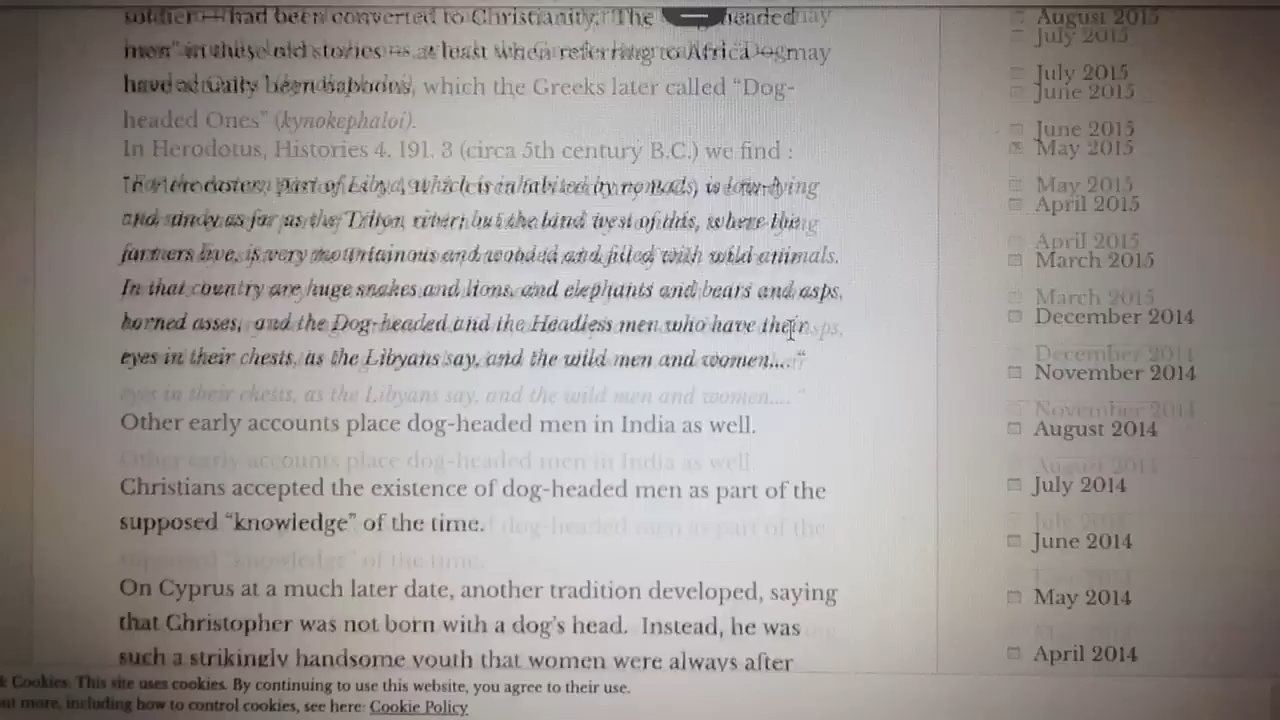 soldier — had been converted to Christianity. The headed
men" in these old stories at least when referring to Africa may
have actually been baboons, which the Greeks later called “Dog-
headed Ones” (kynokephaloi).
In Herodotus, Histories 4. 191. 3 (circa 5th century B.C.) we find :
the eastern part of Libya, which is inhabited by nomads, is low-lying
and sandy as far as the Triton river; but the land west of this, where the
farmers live, is very mountainous and wooded and filled with wild animals.
In that country are huge snakes and lions, and elephants and bears and asps,
horned asses, and the Dog-headed and the Headless men who have their
eyes in their chests, as the Libyans say, and the wild men and women.... “
Other early accounts place dog-headed men in India as well.
Christians accepted the existence of dog-headed men as part of the
supposed “knowledge” of the time.
On Cyprus at a much later date, another tradition developed, saying
that Christopher was not born with a dog’s head. Instead, he was
such a strikingly handsome youth that women were always after
August 2015
July 2015
June 2015
May 2015
April 2015
March 2015
December 2014
November 2014
August 2014
July 2014
June 2014
May 2014
April 2014
& Cookies: This site uses cookies. By continuing to use this website, you agree to their use.
out more, including how to control cookies, see here: Cookie Policy